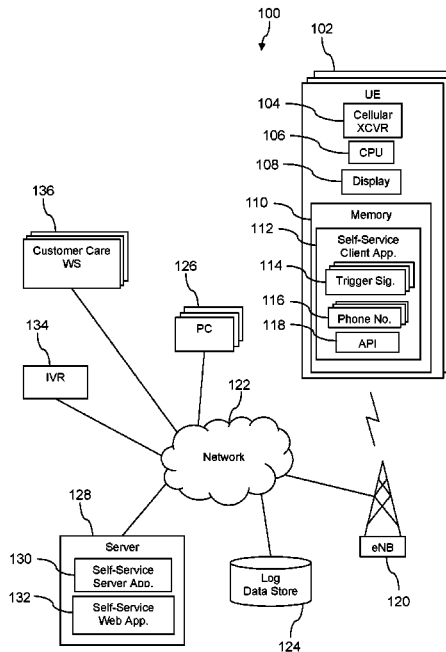 100
102
UE
104
Cellular
XCVR
106
CPU
108
Display
110
Memory
112
Self-Service
Client App.
114
Trigger Sig.
116
Phone No.
118
API
136
Customer Care
WS
126
PC
134
IVR
122
Network
128
Server
130
Self-Service
Server App.
132
Self-Service
Web App.
Log
Data Store
124
eNB
120